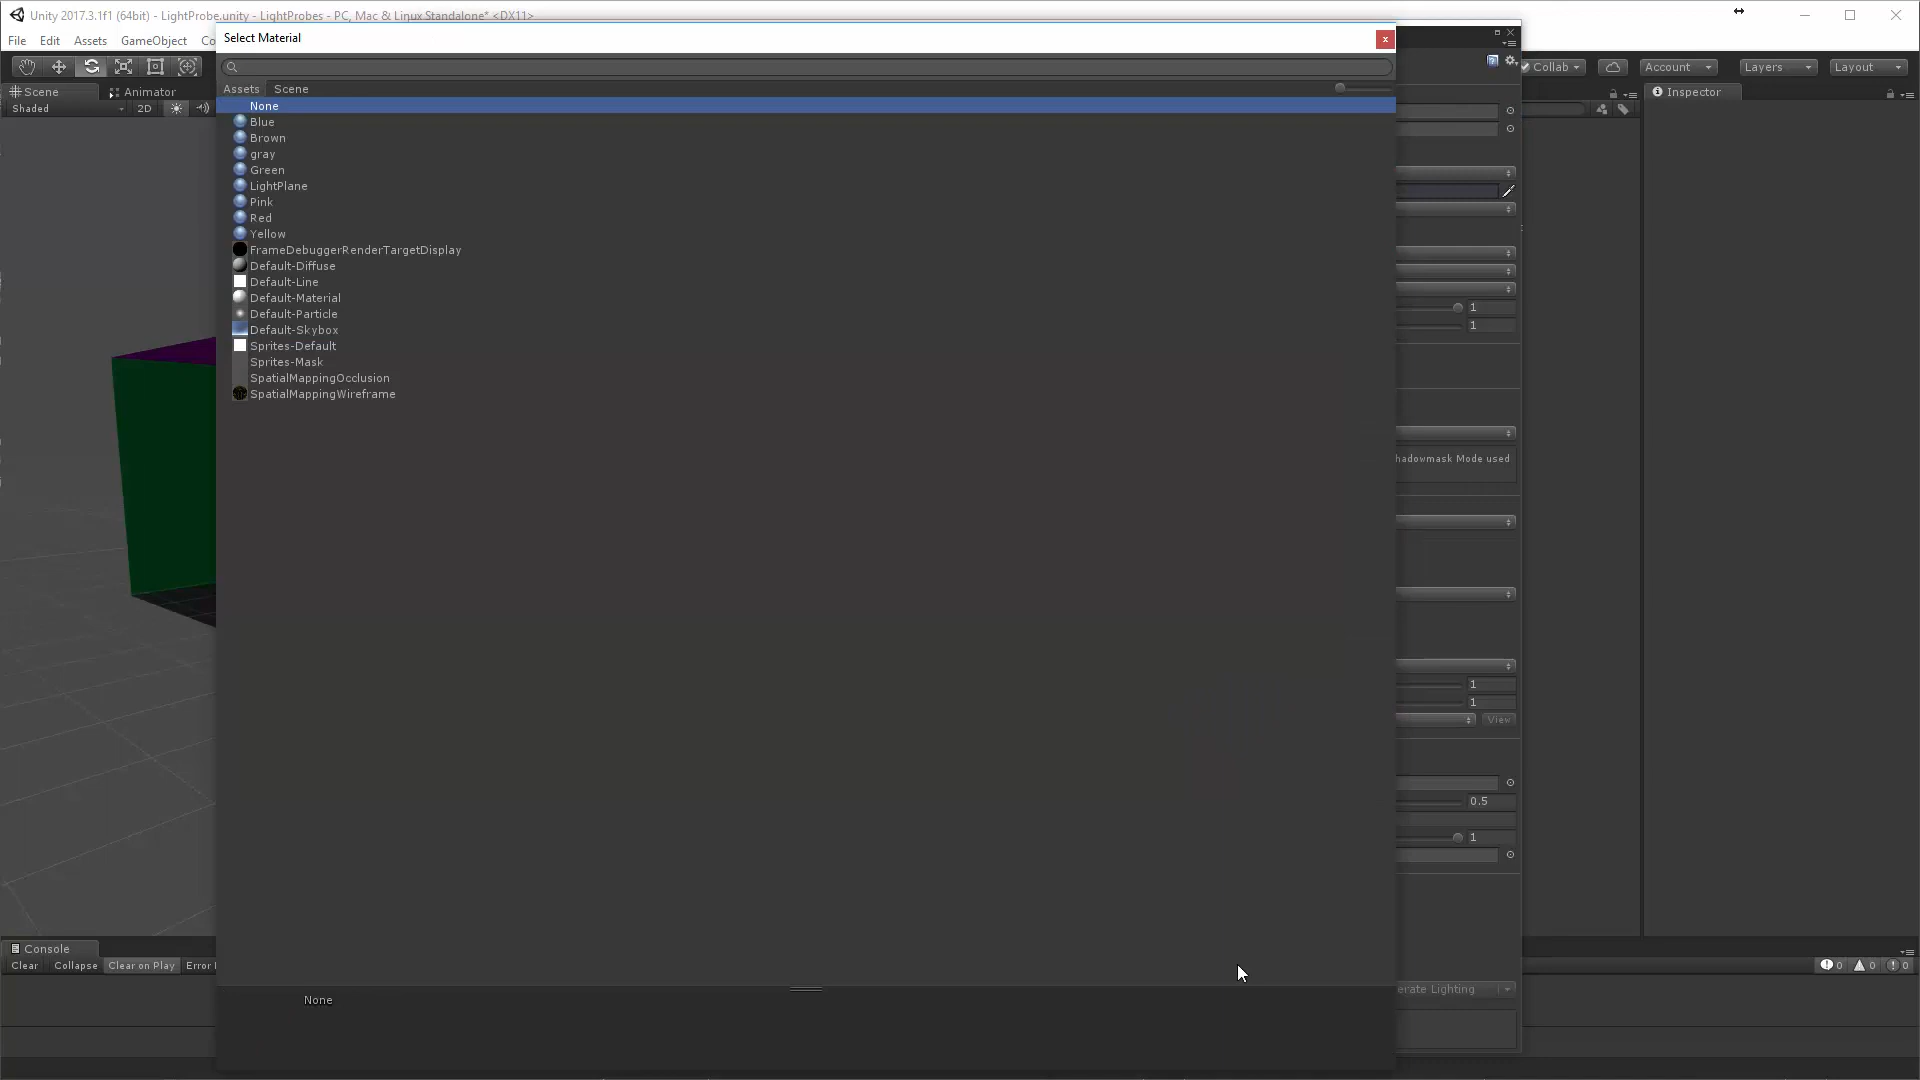 Unity 2017.3.1f1 (64bit) - LightProbe.unity - LightProbes - PC, Mac & Linux Standalone* <DX11>
File Edit Assets GameObject Co
Select Material
Collab Account Layers Layout
Assets Scene
Scene Animator
Inspector
Shaded 2D
None
Blue
Brown
gray
Green
LightPlane
Pink
Red
Yellow
FrameDebuggerRenderTargetDisplay
Default-Diffuse
Default-Line
Default-Material
Default-Particle
Default-Skybox
Sprites-Default
Sprites-Mask
SpatialMappingOcclusion
SpatialMappingWireframe
1
1
hadowmask Mode used
1
1
View
0.5
1
Console
Clear Collapse Clear on Play Error
0 0 0
erate Lighting
None